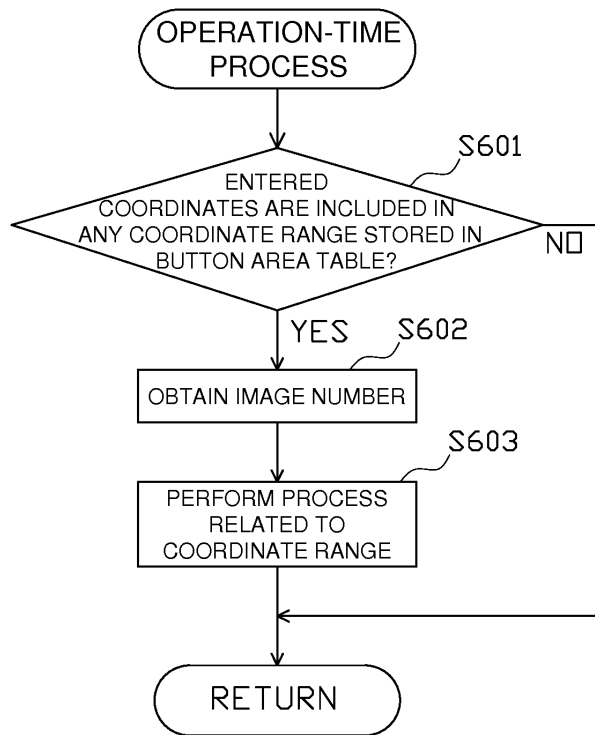 OPERATION-TIME
PROCESS
S601
ENTERED
COORDINATES ARE INCLUDED IN
ANY COORDINATE RANGE STORED IN
BUTTON AREA TABLE?
NO
YES
S602
OBTAIN IMAGE NUMBER
S603
PERFORM PROCESS
RELATED TO
COORDINATE RANGE
RETURN